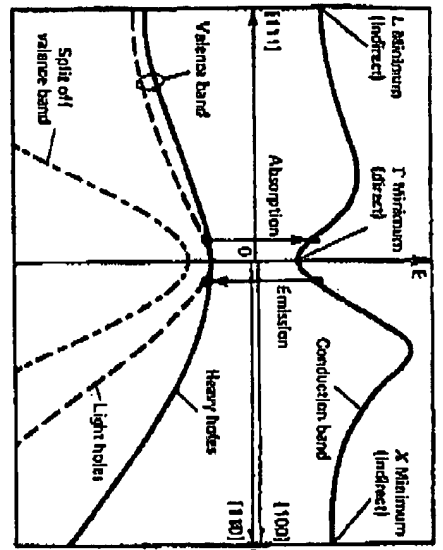 E
L Minimum
(indirect)
Γ Minimum
(direct)
X Minimum
(indirect)
Conduction
band
Absorption
Emission
[111]
0
[100]
Valence band
Heavy holes
Light holes
Split off
valance band